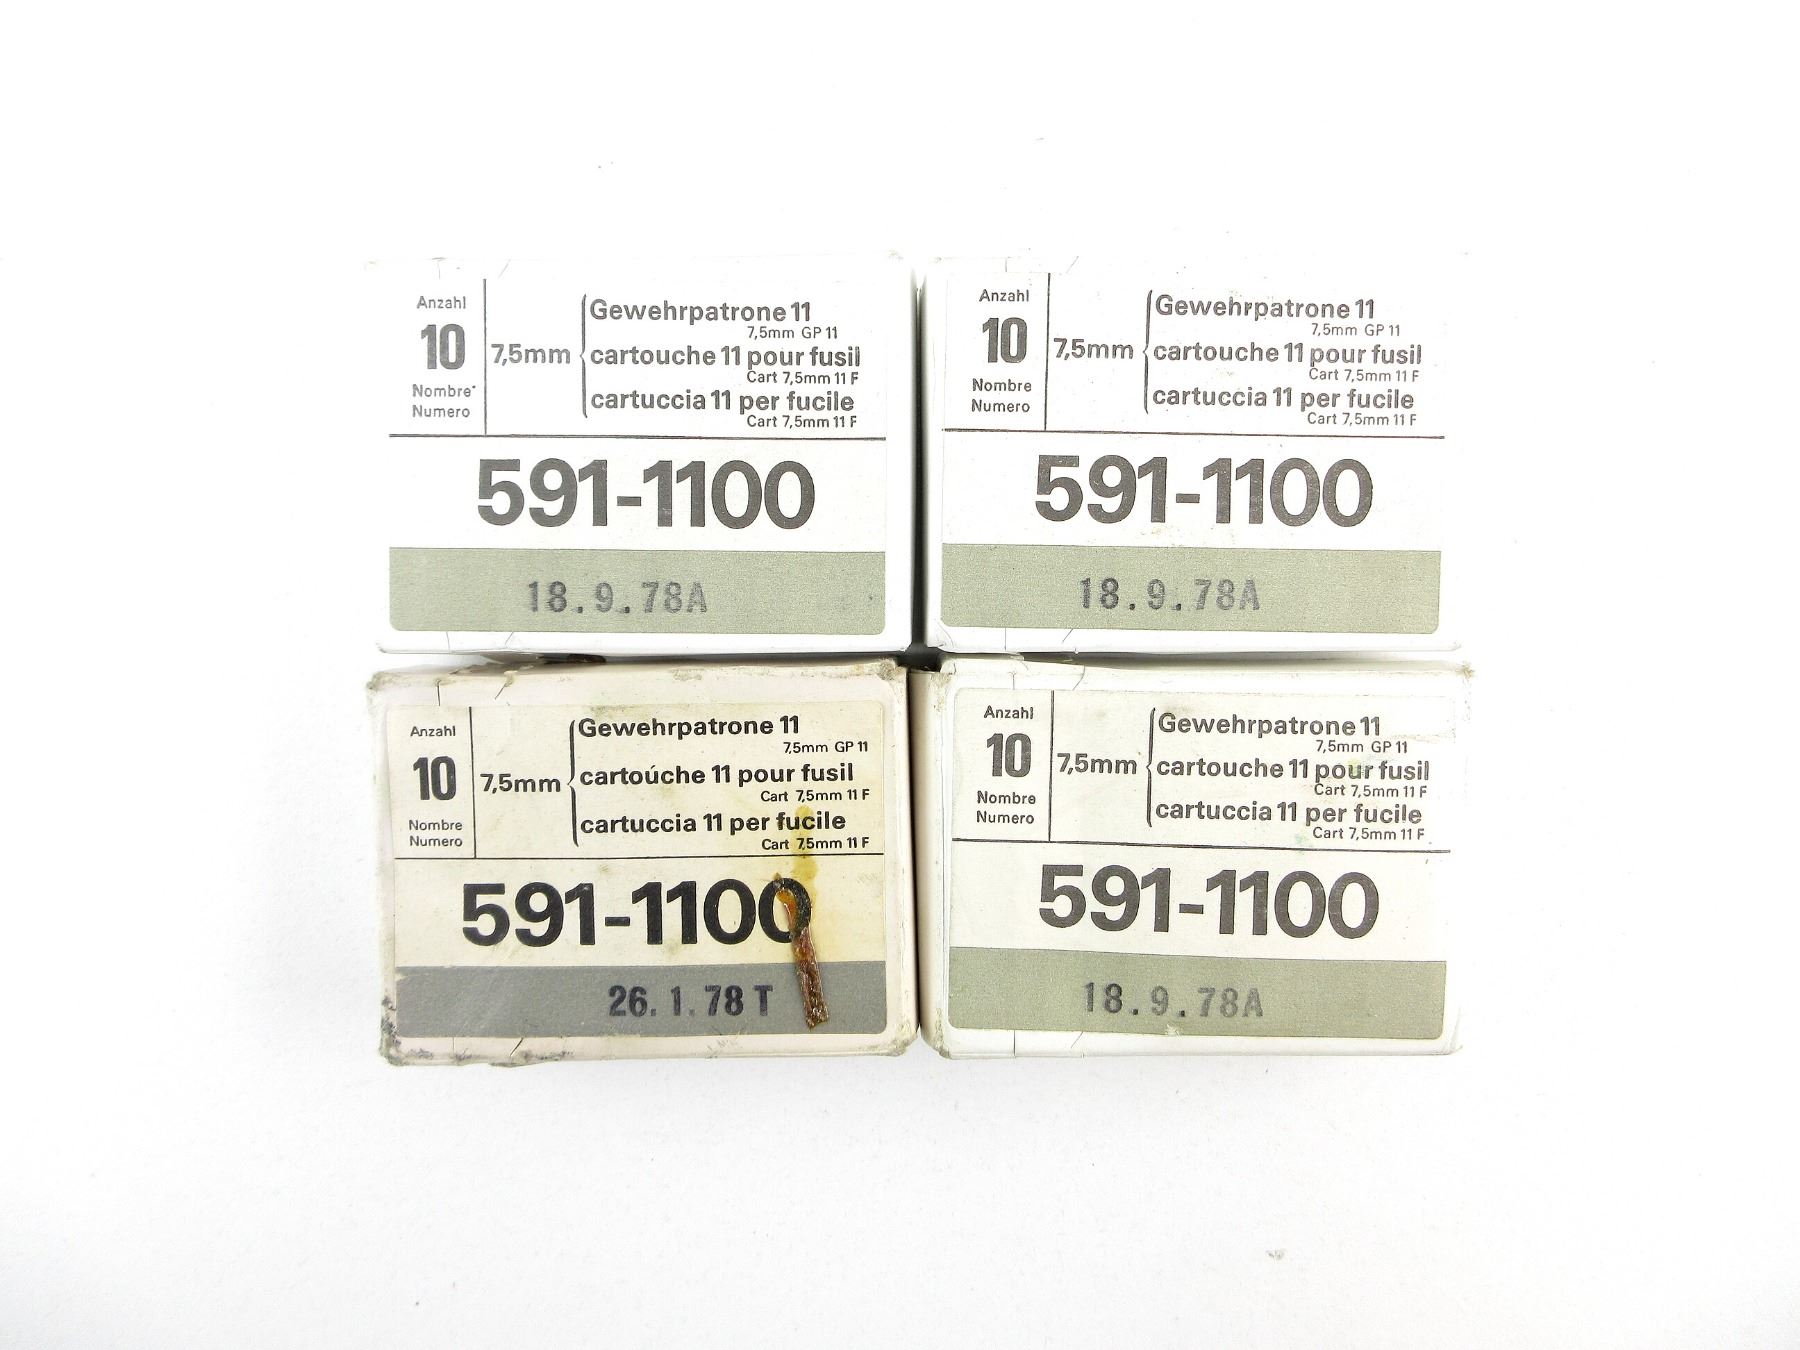 Anzahl
10
Nombre
Numero
7,5mm
Gewehrpatrone 11
7,5mm GP 11
cartouche 11 pour fusil
Cart 7,5mm 11 F
cartuccia 11 per fucile
Cart 7,5mm 11 F
591-1100
18.9.78A
Anzahl
10
Nombre
Numero
7,5mm
Gewehrpatrone 11
7,5mm GP 11
cartouche 11 pour fusil
Cart 7,5mm 11 F
cartuccia 11 per fucile
Cart 7,5mm 11 F
591-1100
18.9.78A
Anzahl
10
Nombre
Numero
7,5mm
Gewehrpatrone 11
7,5mm GP 11
cartouche 11 pour fusil
Cart 7,5mm 11 F
cartuccia 11 per fucile
Cart 7,5mm 11 F
591-1100
26.1.78 T
Anzahl
10
Nombre
Numero
7,5mm
Gewehrpatrone 11
7,5mm GP 11
cartouche 11 pour fusil
Cart 7,5mm 11 F
cartuccia 11 per fucile
Cart 7,5mm 11 F
591-1100
18.9.78A